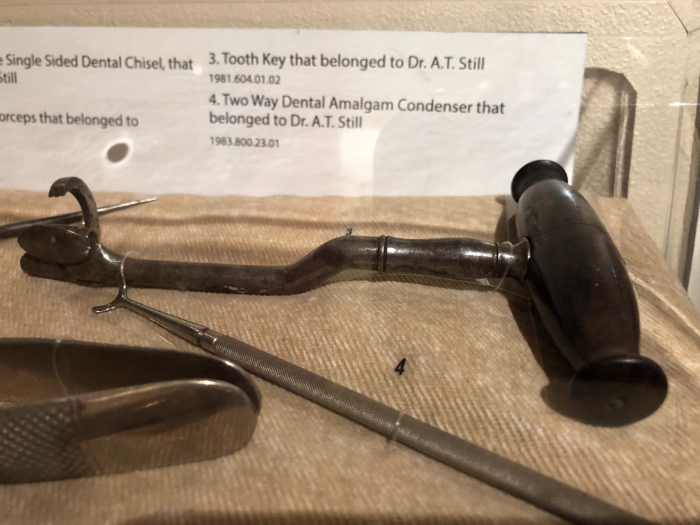 Single Sided Dental Chisel, that
Still
orceps that belonged to
3. Tooth Key that belonged to Dr. A.T. Still
1981.604.01.02
4. Two Way Dental Amalgam Condenser that
belonged to Dr. A.T. Still
1983.800.23.01
3
4